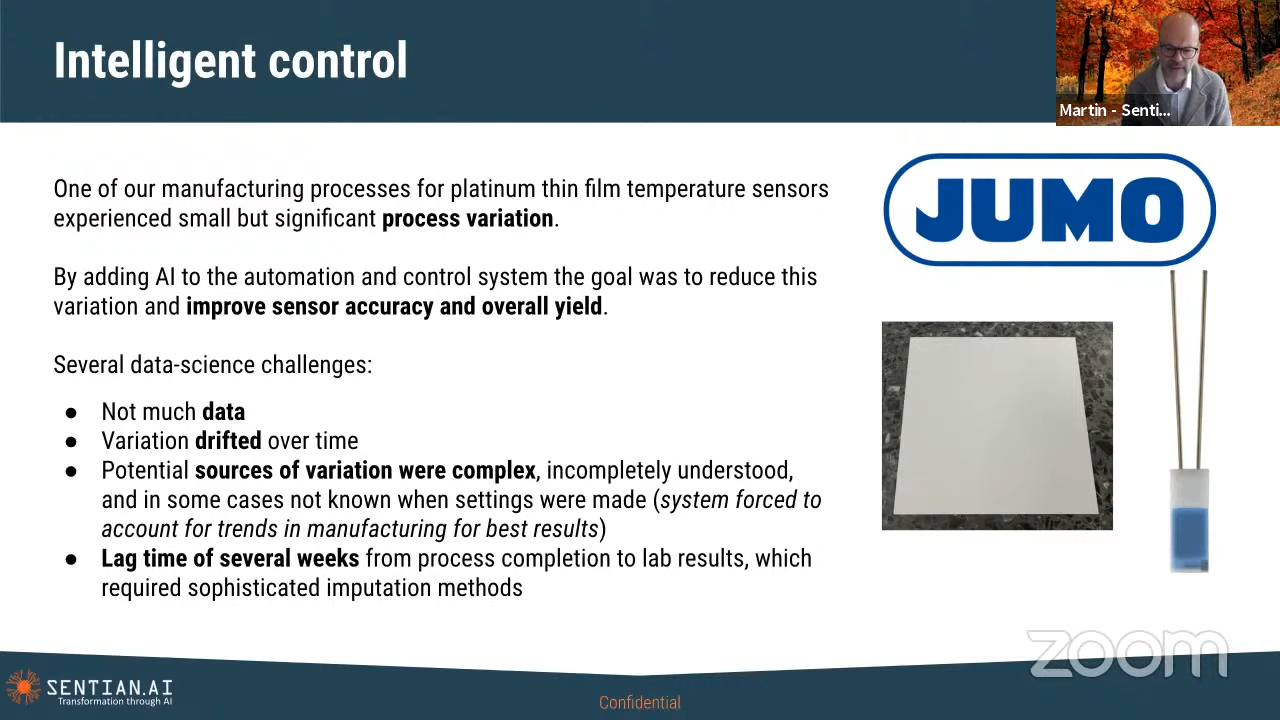 Intelligent control
Martin - Senti...
One of our manufacturing processes for platinum thin film temperature sensors
experienced small but significant process variation.
By adding AI to the automation and control system the goal was to reduce this
variation and improve sensor accuracy and overall yield.
Several data-science challenges:
● Not much data
● Variation drifted over time
● Potential sources of variation were complex, incompletely understood,
and in some cases not known when settings were made (system forced to
account for trends in manufacturing for best results)
● Lag time of several weeks from process completion to lab results, which
required sophisticated imputation methods
JUMO
zoom
SENTIAN.AI
Transformation through AI
Confidential